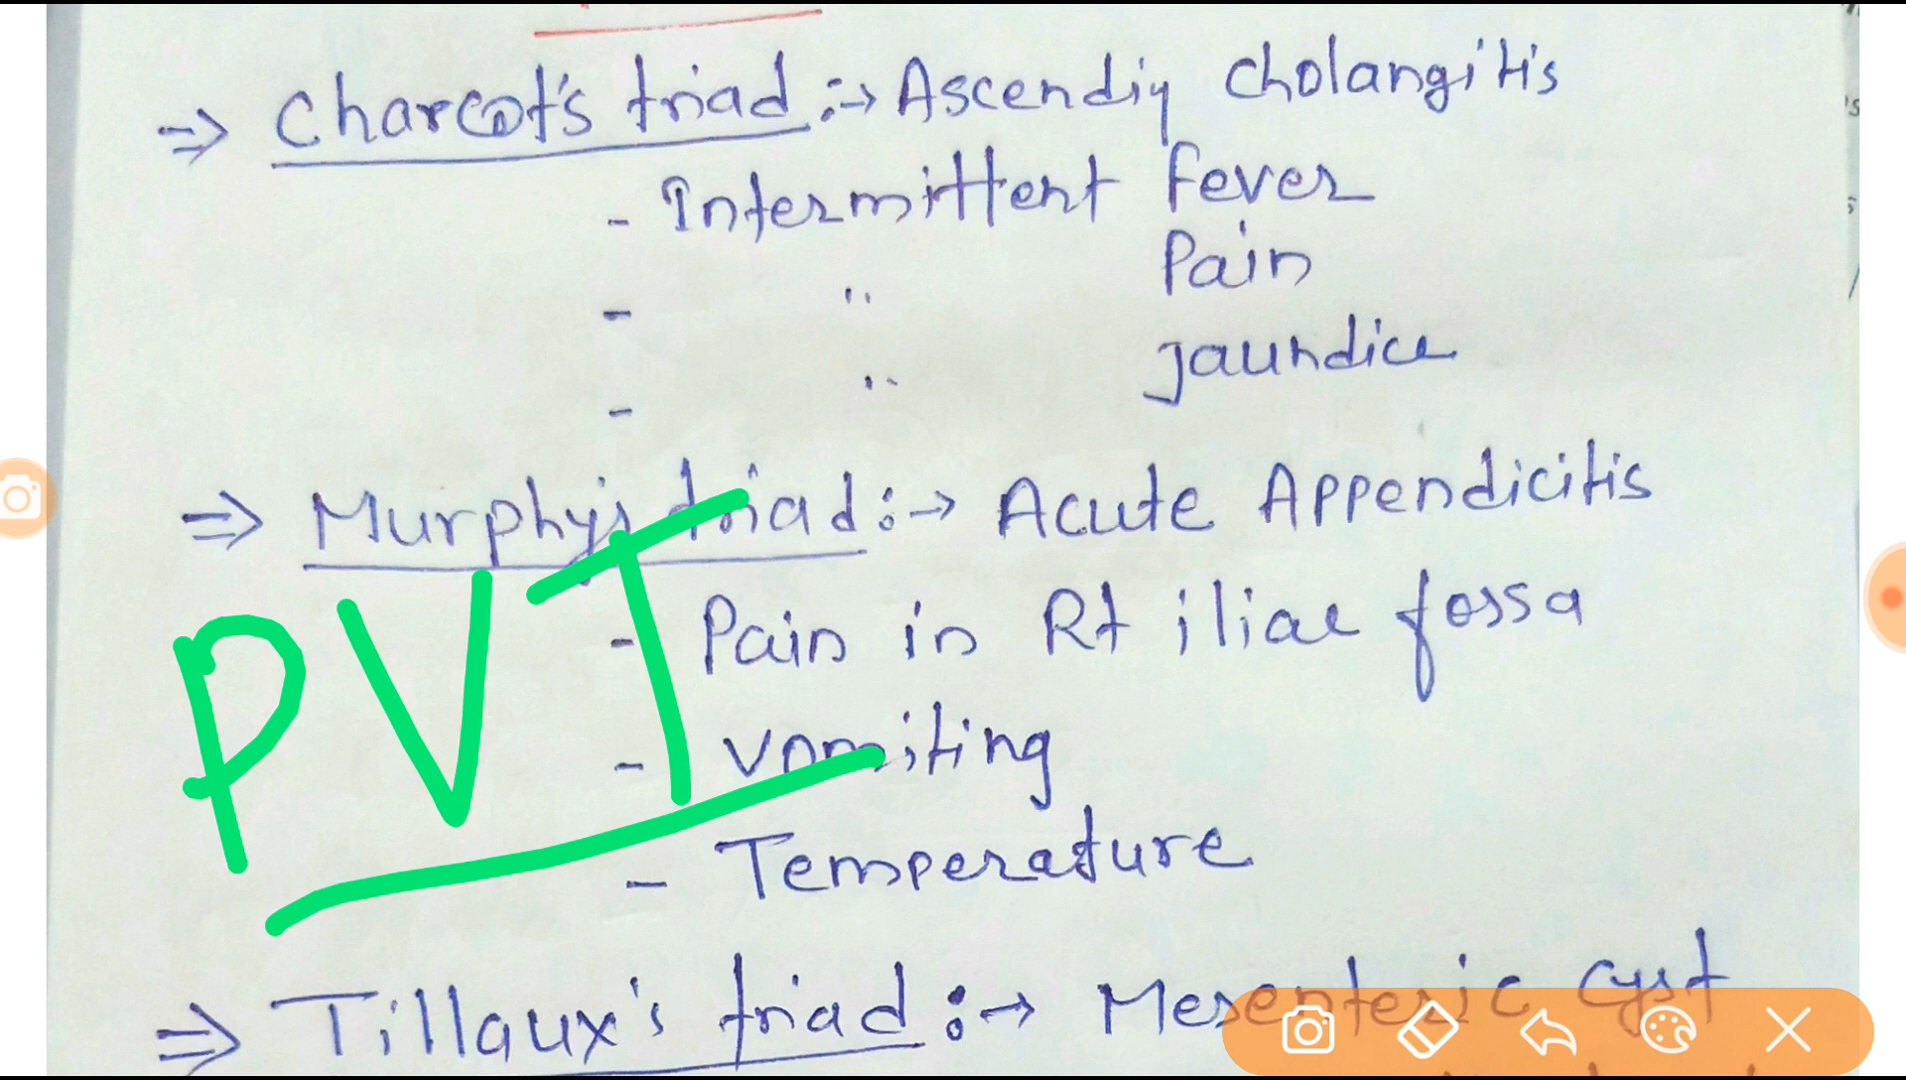 ⇒ Charcot's triad :→ Ascending cholangitis
- Intermittent fever
- " Pain
- " jaundice
⇒ Murphy's triad :→ Acute Appendicitis
- Pain in Rt iliac fossa
- vomiting
- Temperature
PVT
⇒ Tillaux's triad :→ Mesenteric cyst